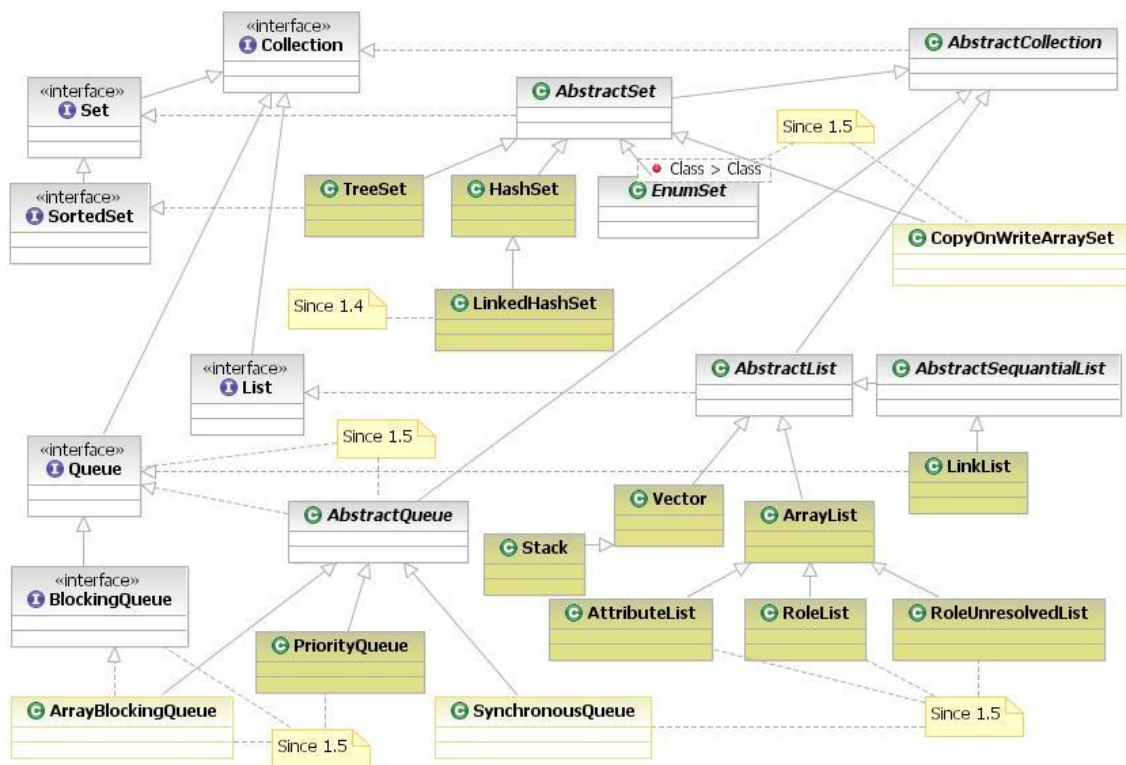 «interface»
Collection
AbstractCollection
«interface»
Set
AbstractSet
Since 1.5
Class > Class
«interface»
SortedSet
TreeSet
HashSet
EnumSet
CopyOnWriteArraySet
Since 1.4
LinkedHashSet
«interface»
List
AbstractList
AbstractSequantialList
Since 1.5
«interface»
Queue
LinkList
AbstractQueue
Vector
ArrayList
Stack
«interface»
BlockingQueue
AttributeList
RoleList
RoleUnresolvedList
PriorityQueue
ArrayBlockingQueue
SynchronousQueue
Since 1.5
Since 1.5